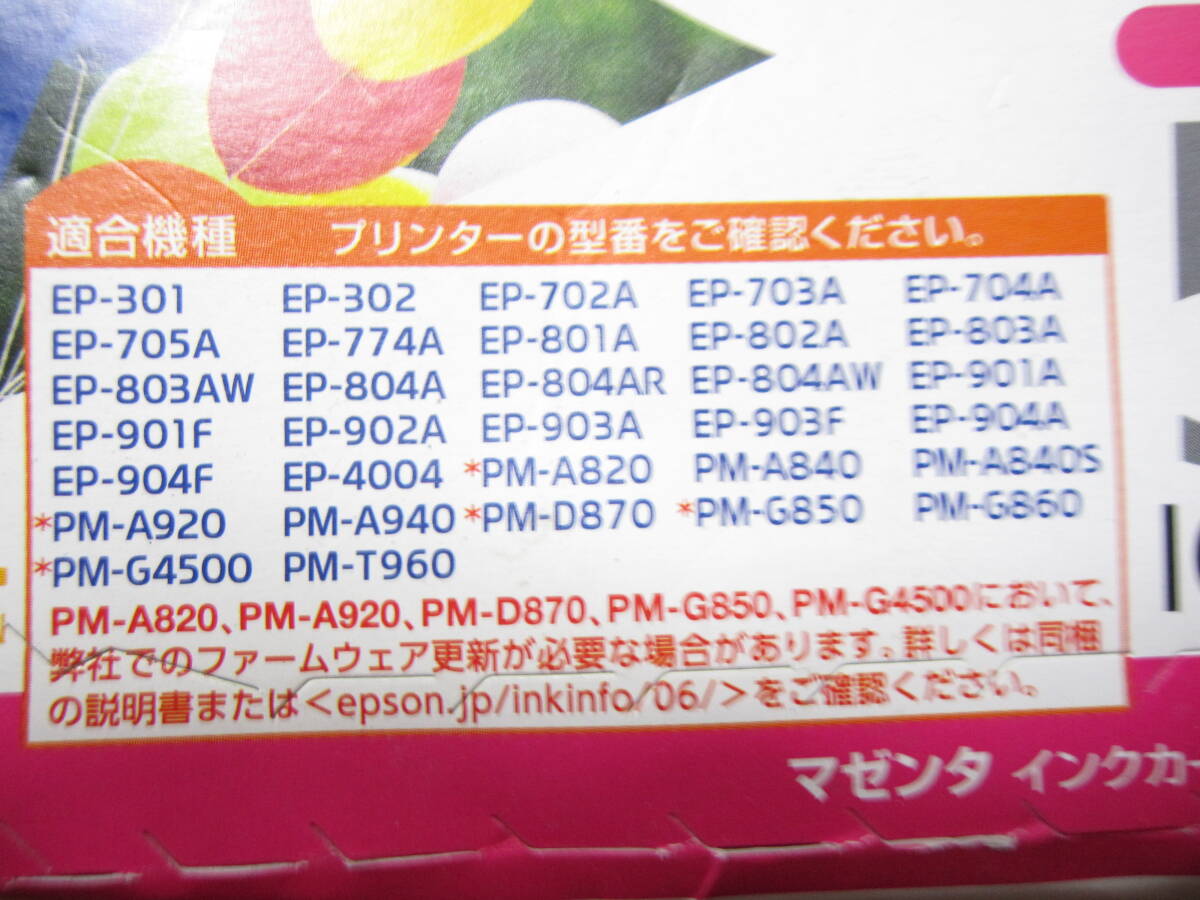 適合機種 プリンターの型番をご確認ください。
EP-301 EP-302 EP-702A EP-703A EP-704A
EP-705A EP-774A EP-801A EP-802A EP-803A
EP-803AW EP-804A EP-804AR EP-804AW EP-901A
EP-901F EP-902A EP-903A EP-903F EP-904A
EP-904F EP-4004 *PM-A820 PM-A840 PM-A840S
*PM-A920 PM-A940 *PM-D870 *PM-G850 PM-G860
*PM-G4500 PM-T960
PM-A820、PM-A920、PM-D870、PM-G850、PM-G4500において、
弊社でのファームウェア更新が必要な場合があります。詳しくは同梱
の説明書または<epson.jp/inkinfo/06/>をご確認ください。
マゼンタ インクカー